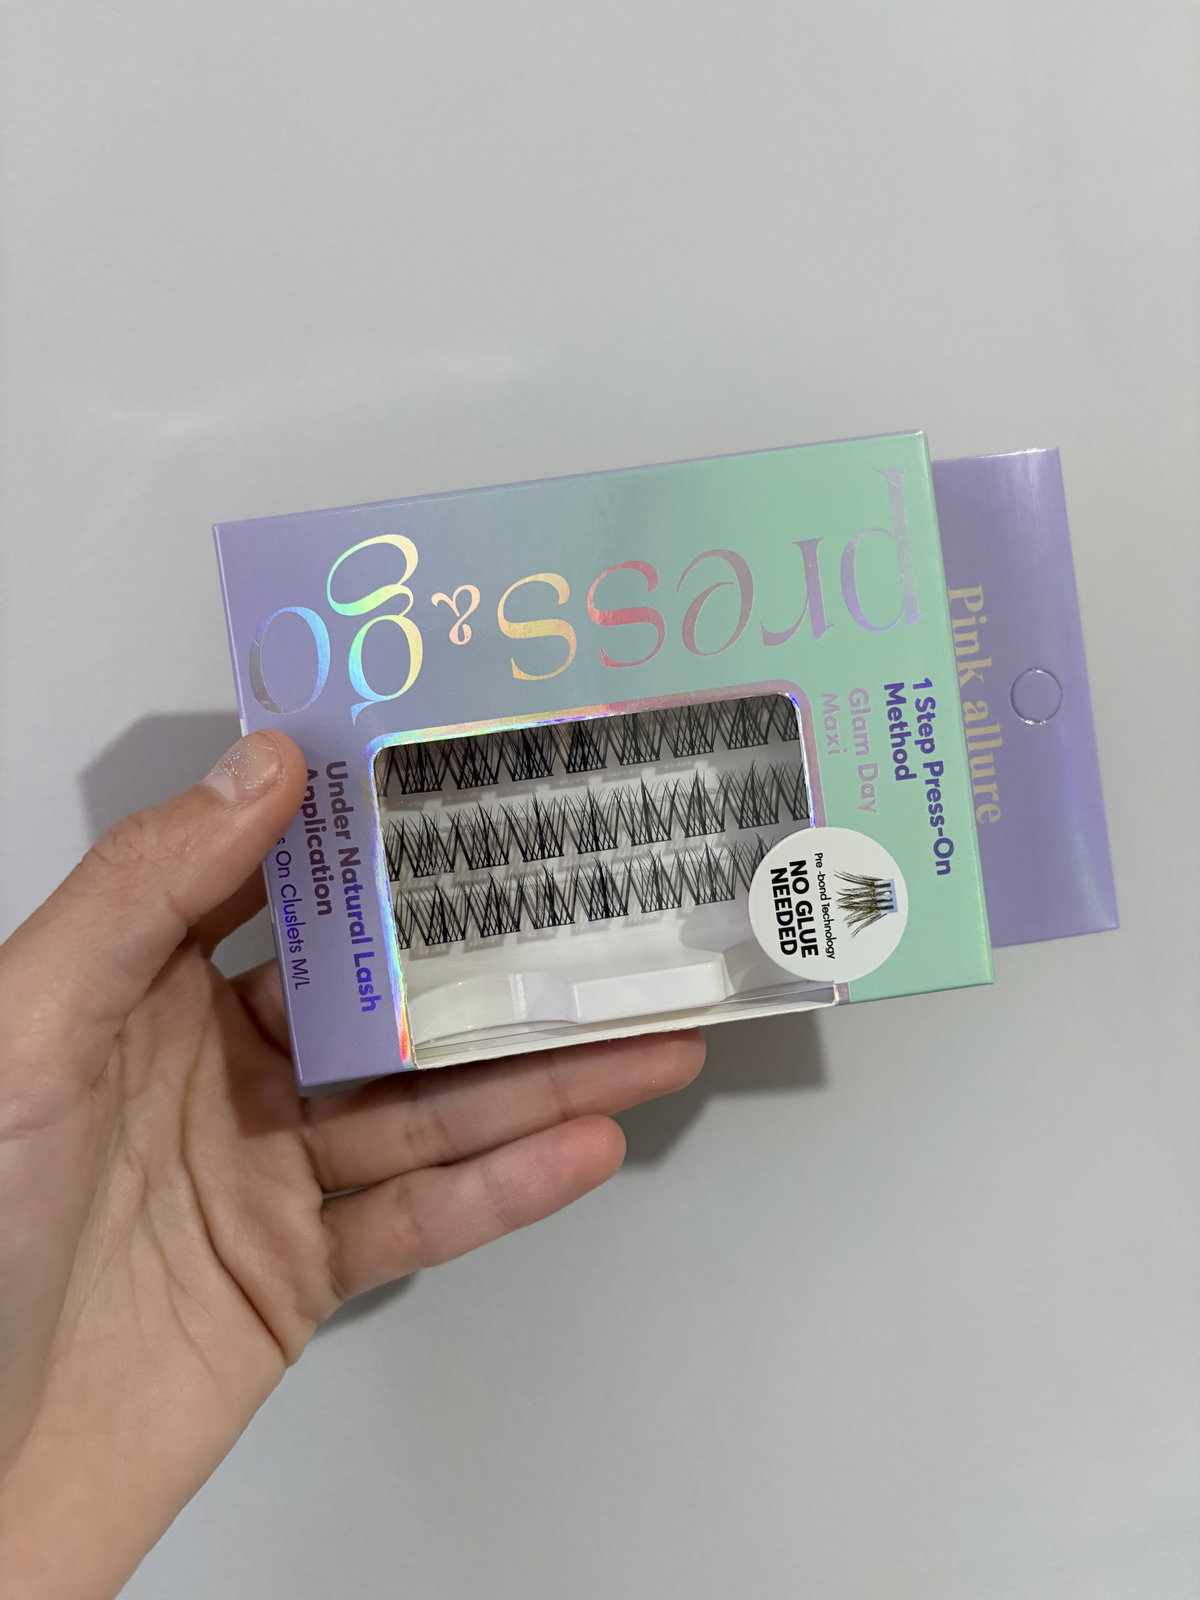 Pink allure
press & go
1 Step Press-On
Method
Glam Day
Maxi
Pre-bond Technology
NO GLUE
NEEDED
Under Natural Lash
Application
On Cluslets M/L